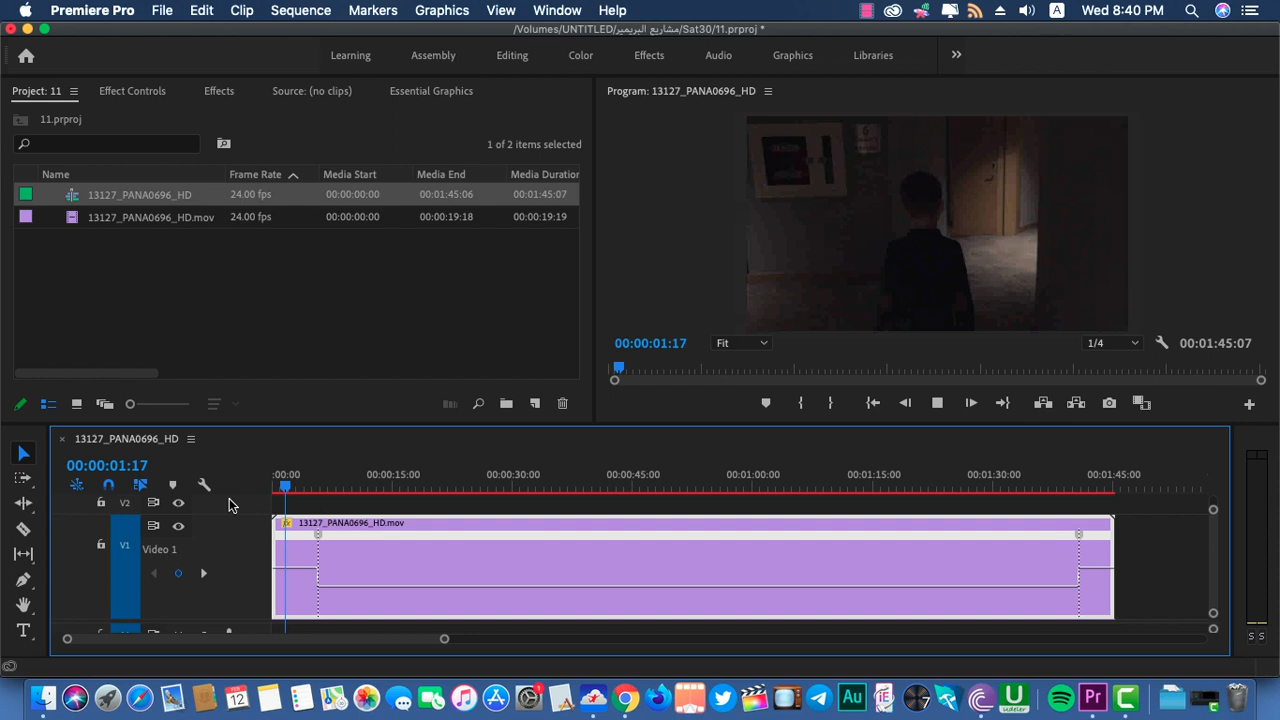 Premiere Pro File Edit Clip Sequence Markers Graphics View Window Help A Wed 8:40 PM
/Volumes/UNTITLED/مشاريع البريمير/Sat30/11.prproj *
Learning Assembly Editing Color Effects Audio Graphics Libraries
Project: 11 Effect Controls Effects Source: (no clips) Essential Graphics
Program: 13127_PANA0696_HD
11.prproj
1 of 2 items selected
Name Frame Rate Media Start Media End Media Duration
13127_PANA0696_HD 24.00 fps 00:00:00:00 00:01:45:06 00:01:45:07
13127_PANA0696_HD.mov 24.00 fps 00:00:00:00 00:00:19:18 00:00:19:19
00:00:01:17 Fit 1/4 00:01:45:07
13127_PANA0696_HD
00:00:01:17
:00:00 00:00:15:00 00:00:30:00 00:00:45:00 00:01:00:00 00:01:15:00 00:01:30:00 00:01:45:00
V2
fx 13127_PANA0696_HD.mov
V1 Video 1
S S
FEB 12 1 Au Pr U udeler